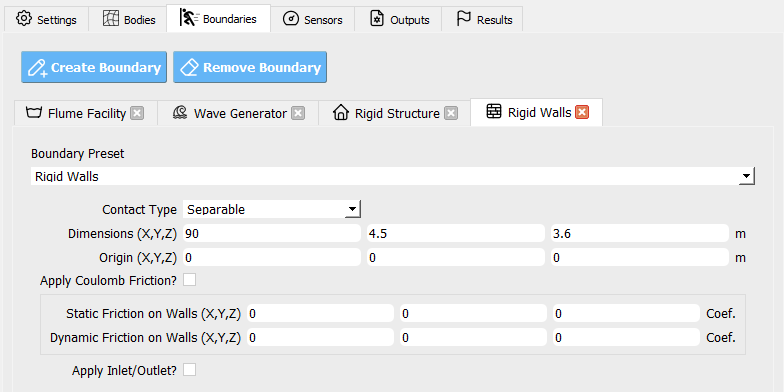 Settings Bodies Boundaries Sensors Outputs Results
Create Boundary Remove Boundary
Flume Facility Wave Generator Rigid Structure Rigid Walls
Boundary Preset
Rigid Walls
Contact Type Separable
Dimensions (X,Y,Z) 90 4.5 3.6 m
Origin (X,Y,Z) 0 0 0 m
Apply Coulomb Friction?
Static Friction on Walls (X,Y,Z) 0 0 0 Coef.
Dynamic Friction on Walls (X,Y,Z) 0 0 0 Coef.
Apply Inlet/Outlet?